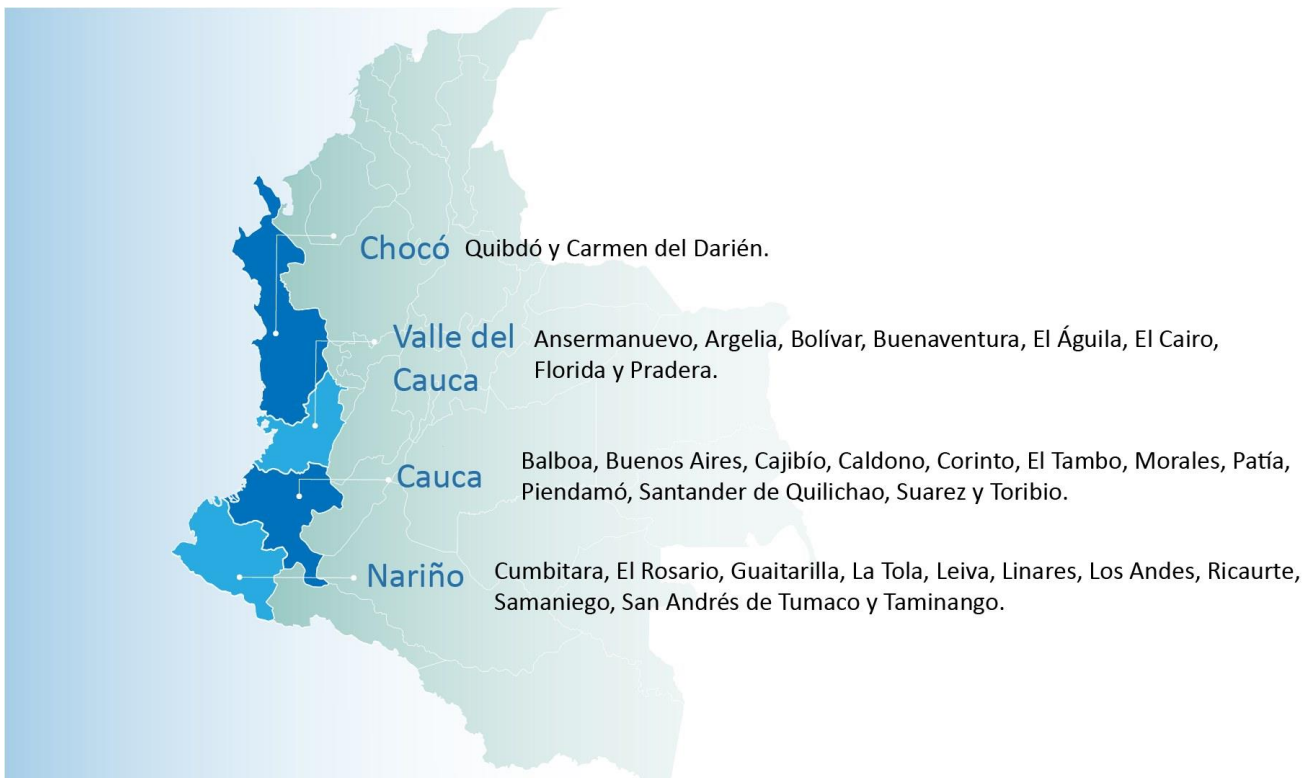 Chocó Quibdó y Carmen del Darién.
Valle del Cauca
Ansermanuevo, Argelia, Bolívar, Buenaventura, El Águila, El Cairo,
Florida y Pradera.
Cauca
Balboa, Buenos Aires, Cajibío, Caldono, Corinto, El Tambo, Morales, Patía,
Piendamó, Santander de Quilichao, Suarez y Toribio.
Nariño
Cumbitara, El Rosario, Guaitarilla, La Tola, Leiva, Linares, Los Andes, Ricaurte,
Samaniego, San Andrés de Tumaco y Taminango.